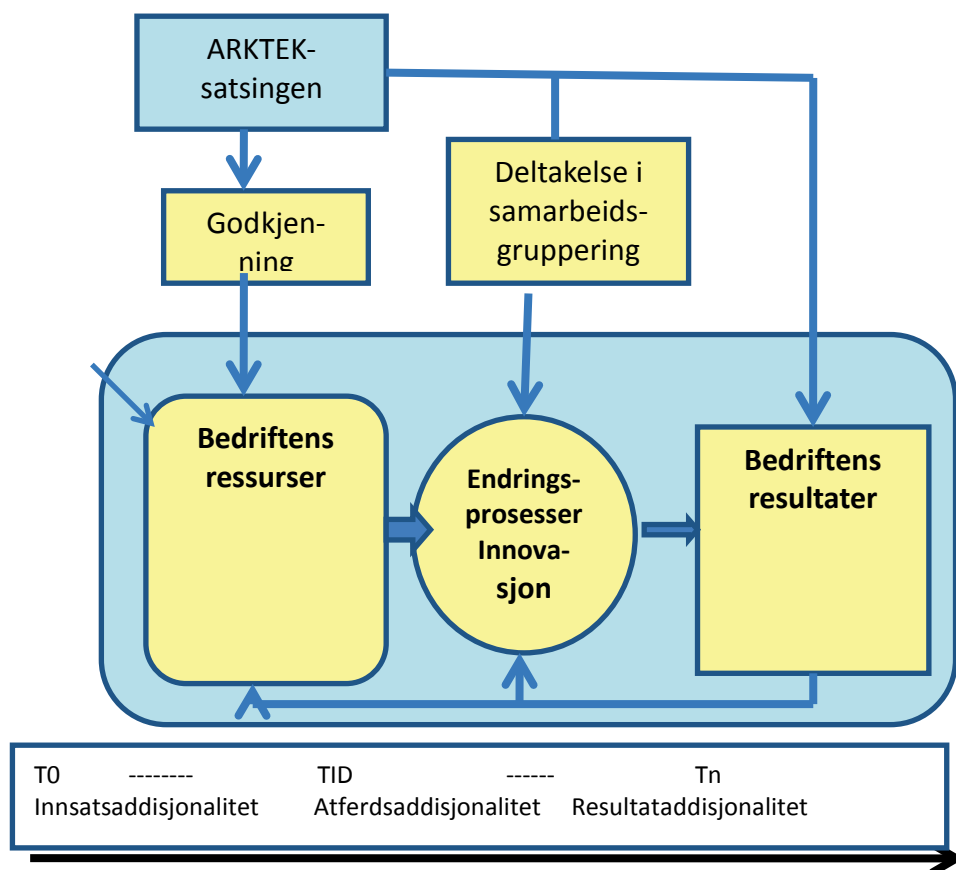 ARKTEK-
satsingen
Godkjen-
ning
Deltakelse i
samarbeids-
gruppering
Bedriftens
ressurser
Endrings-
prosesser
Innova-
sjon
Bedriftens
resultater
T0 -------- TID ------ Tn
Innsatsaddisjonalitet Atferdsaddisjonalitet Resultataddisjonalitet